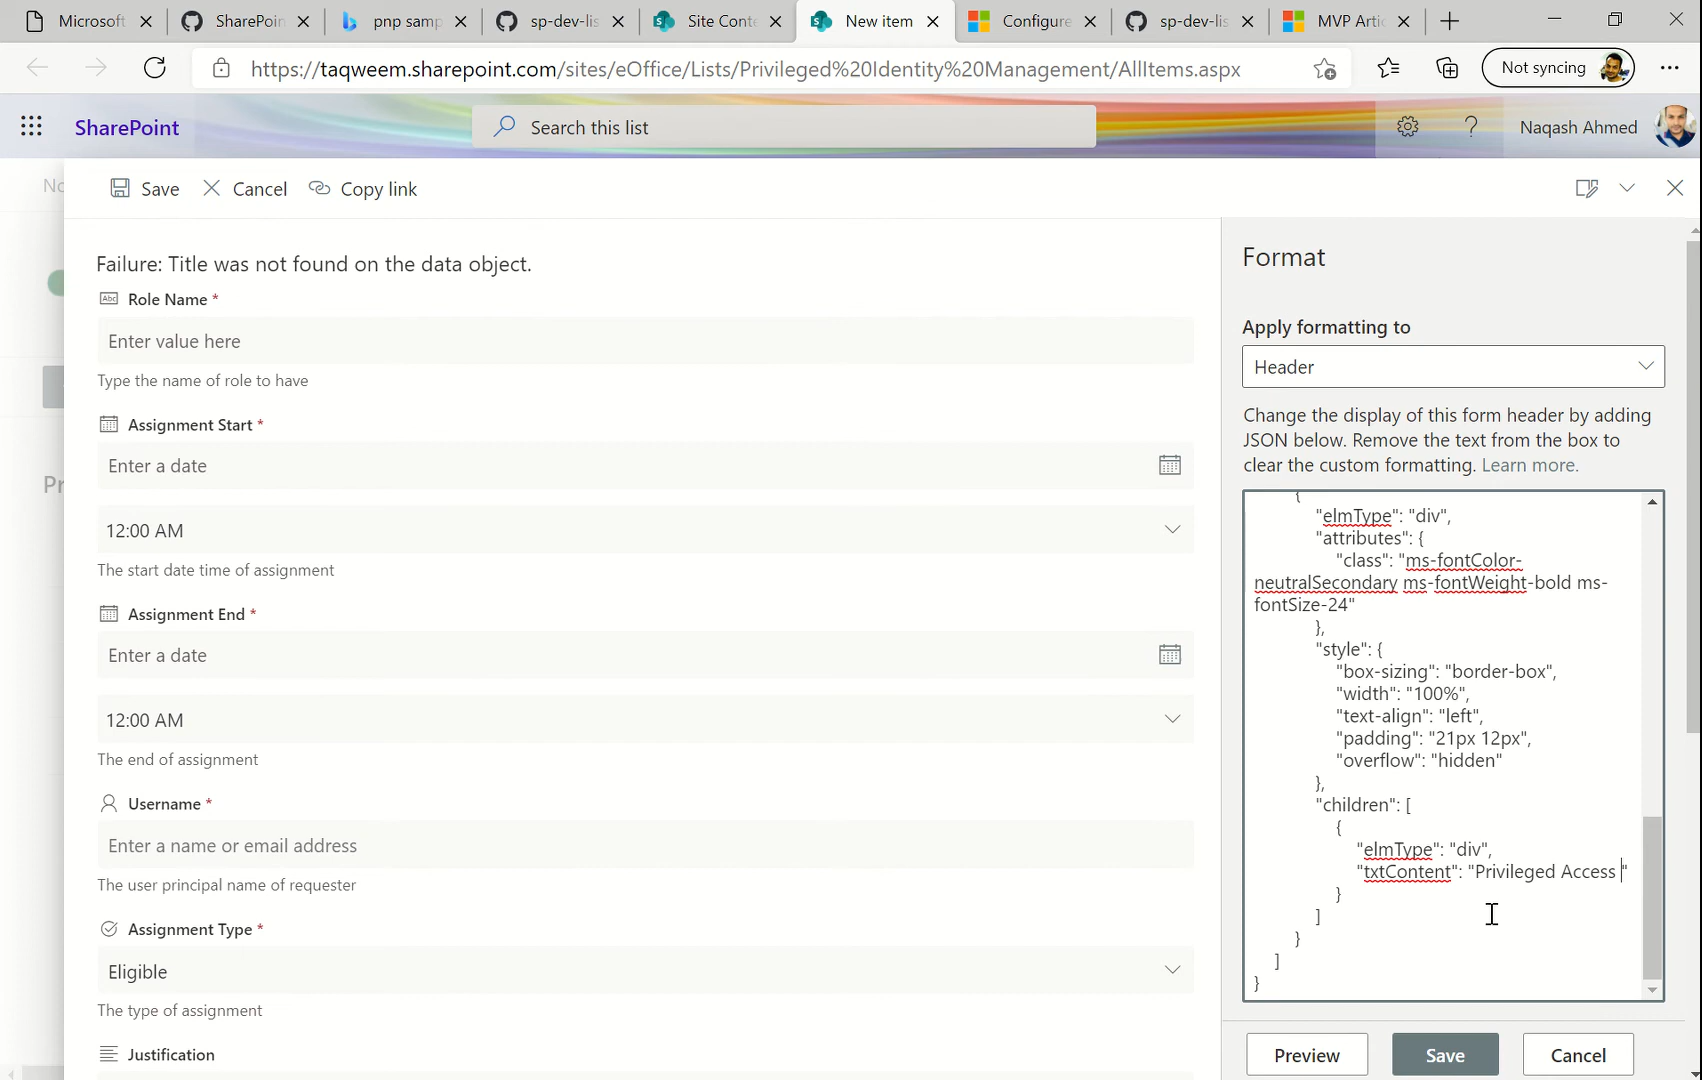 Microsoft
SharePoin
pnp samp
sp-dev-lis
Site Conte
New item
Configure
sp-dev-lis
MVP Artic
https://taqweem.sharepoint.com/sites/eOffice/Lists/Privileged%20Identity%20Management/AllItems.aspx
Not syncing
SharePoint
Search this list
Naqash Ahmed
No
Save
Cancel
Copy link
Failure: Title was not found on the data object.
Abc
Role Name *
Enter value here
Type the name of role to have
Assignment Start *
Enter a date
12:00 AM
The start date time of assignment
Pr
Assignment End *
Enter a date
12:00 AM
The end of assignment
Username *
Enter a name or email address
The user principal name of requester
Assignment Type *
Eligible
The type of assignment
Justification
Format
Apply formatting to
Header
Change the display of this form header by adding
JSON below. Remove the text from the box to
clear the custom formatting. Learn more.
{
"elmType": "div",
"attributes": {
"class": "ms-fontColor-
neutralSecondary ms-fontWeight-bold ms-
fontSize-24"
},
"style": {
"box-sizing": "border-box",
"width": "100%",
"text-align": "left",
"padding": "21px 12px",
"overflow": "hidden"
},
"children": [
{
"elmType": "div",
"txtContent": "Privileged Access "
}
]
}
]
}
Preview
Save
Cancel